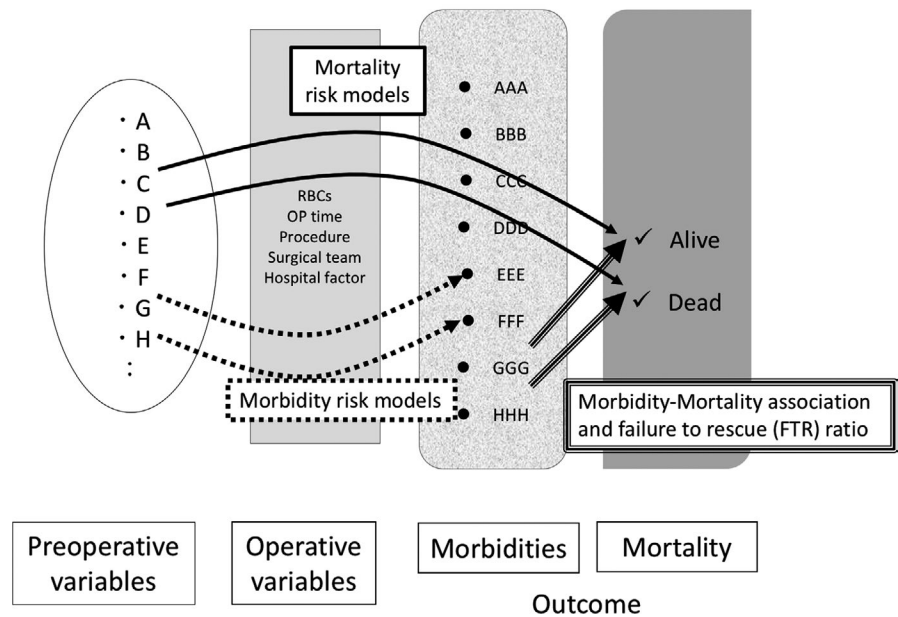 Mortality
risk models
· A
· B
· C
· D
· E
· F
· G
· H
:
RBCs
OP time
Procedure
Surgical team
Hospital factor
Morbidity risk models
● AAA
● BBB
● CCC
● DDD
● EEE
● FFF
● GGG
● HHH
✓ Alive
✓ Dead
Morbidity-Mortality association
and failure to rescue (FTR) ratio
Preoperative
variables
Operative
variables
Morbidities
Mortality
Outcome